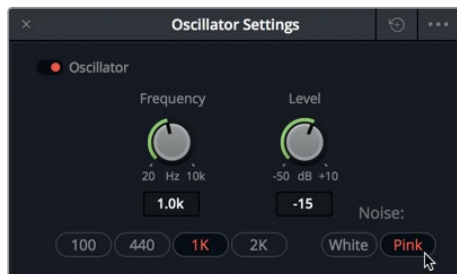 × Oscillator Settings •••
Oscillator
Frequency Level
20 Hz 10k -50 dB +10
1.0k -15
Noise:
100 440 1K 2K White Pink